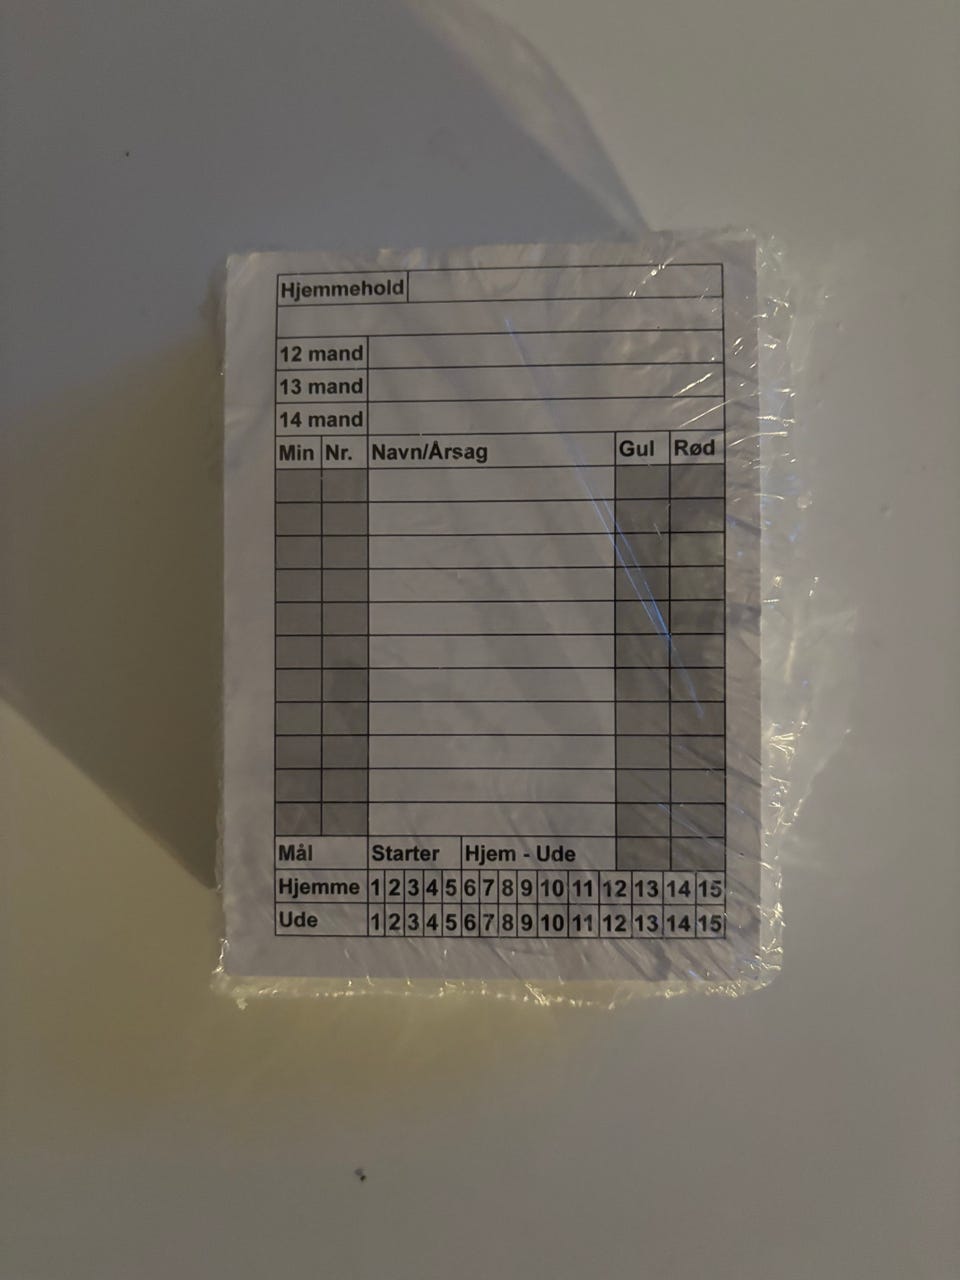 Hjemmehold
12 mand
13 mand
14 mand
Min Nr. Navn/Årsag Gul Rød
Mål Starter Hjem - Ude
Hjemme 1 2 3 4 5 6 7 8 9 10 11 12 13 14 15
Ude 1 2 3 4 5 6 7 8 9 10 11 12 13 14 15